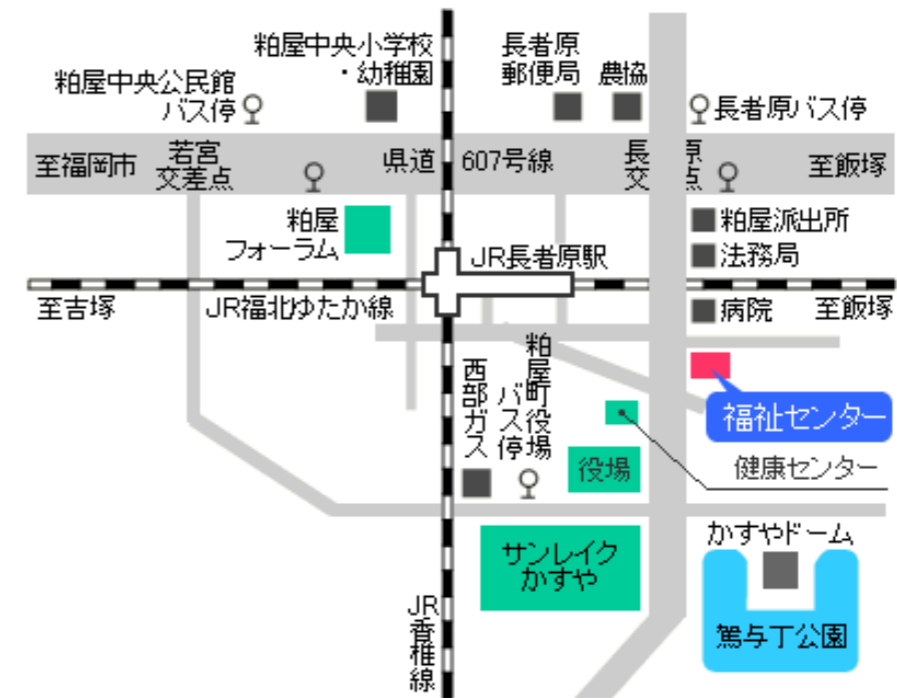 粕屋中央小学校
・幼稚園
長者原
郵便局
農協
粕屋中央公民館
バス停
長者原バス停
至福岡市
若宮
交差点
県道
607号線
長
原
交
点
至飯塚
粕屋
フォーラム
粕屋派出所
法務局
JR長者原駅
至吉塚
JR福北ゆたか線
病院
至飯塚
西部ガス
粕屋町役場
バス停
福祉センター
役場
健康センター
サンレイク
かすや
かすやドーム
JR香椎線
駕与丁公園